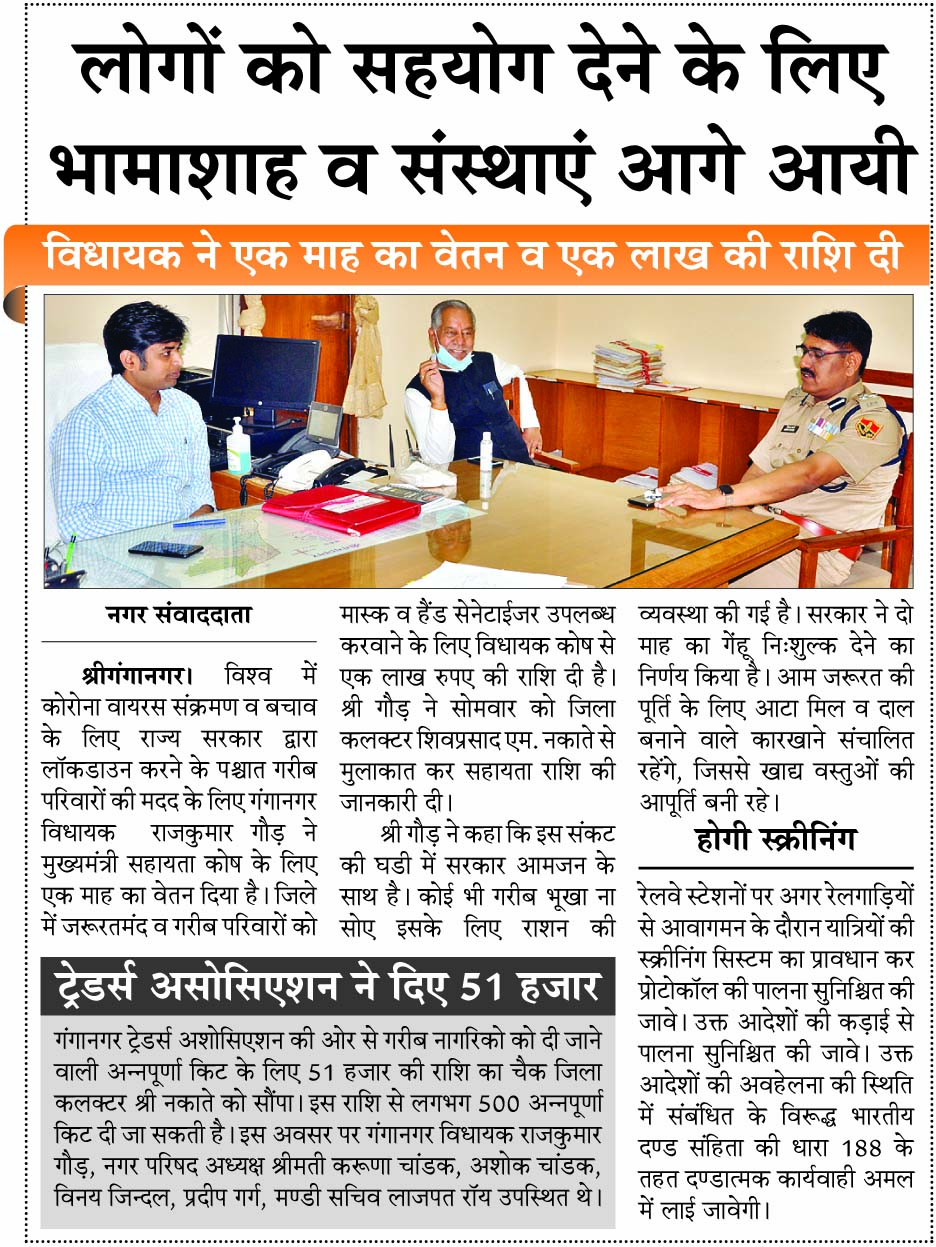 लोगों को सहयोग देने के लिए
भामाशाह व संस्थाएं आगे आयी
विधायक ने एक माह का वेतन व एक लाख की राशि दी
नगर संवाददाता
श्रीगंगानगर। विश्व में
कोरोना वायरस संक्रमण व बचाव
के लिए राज्य सरकार द्वारा
लॉकडाउन करने के पश्चात गरीब
परिवारों की मदद के लिए गंगानगर
विधायक राजकुमार गौड़ ने
मुख्यमंत्री सहायता कोष के लिए
एक माह का वेतन दिया है। जिले
में जरूरतमंद व गरीब परिवारों को
मास्क व हैंड सेनेटाईजर उपलब्ध
करवाने के लिए विधायक कोष से
एक लाख रुपए की राशि दी है।
श्री गौड़ ने सोमवार को जिला
कलक्टर शिवप्रसाद एम. नकाते से
मुलाकात कर सहायता राशि की
जानकारी दी।
श्री गौड़ ने कहा कि इस संकट
की घडी में सरकार आमजन के
साथ है। कोई भी गरीब भूखा ना
सोए इसके लिए राशन की
व्यवस्था की गई है। सरकार ने दो
माह का गेंहू निःशुल्क देने का
निर्णय किया है। आम जरूरत की
पूर्ति के लिए आटा मिल व दाल
बनाने वाले कारखाने संचालित
रहेंगे, जिससे खाद्य वस्तुओं की
आपूर्ति बनी रहे।
होगी स्क्रीनिंग
रेलवे स्टेशनों पर अगर रेलगाड़ियों
से आवागमन के दौरान यात्रियों की
स्क्रीनिंग सिस्टम का प्रावधान कर
प्रोटोकॉल की पालना सुनिश्चित की
जावे। उक्त आदेशों की कड़ाई से
पालना सुनिश्चित की जावे। उक्त
आदेशों की अवहेलना की स्थिति
में संबंधित के विरूद्ध भारतीय
दण्ड संहिता की धारा 188 के
तहत दण्डात्मक कार्यवाही अमल
में लाई जावेगी।
ट्रेडर्स असोसिएशन ने दिए 51 हजार
गंगानगर ट्रेडर्स अशोसिएशन की ओर से गरीब नागरिको को दी जाने
वाली अन्नपूर्णा किट के लिए 51 हजार की राशि का चैक जिला
कलक्टर श्री नकाते को सौंपा। इस राशि से लगभग 500 अन्नपूर्णा
किट दी जा सकती है। इस अवसर पर गंगानगर विधायक राजकुमार
गौड़, नगर परिषद अध्यक्ष श्रीमती करूणा चांडक, अशोक चांडक,
विनय जिन्दल, प्रदीप गर्ग, मण्डी सचिव लाजपत रॉय उपस्थित थे।